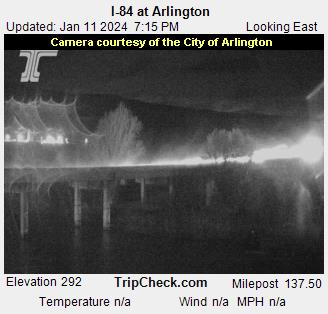 I-84 at Arlington
Updated: Jan 11 2024 7:15 PM Looking East
Camera courtesy of the City of Arlington
Elevation 292 TripCheck.com Milepost 137.50
Temperature n/a Wind n/a MPH n/a